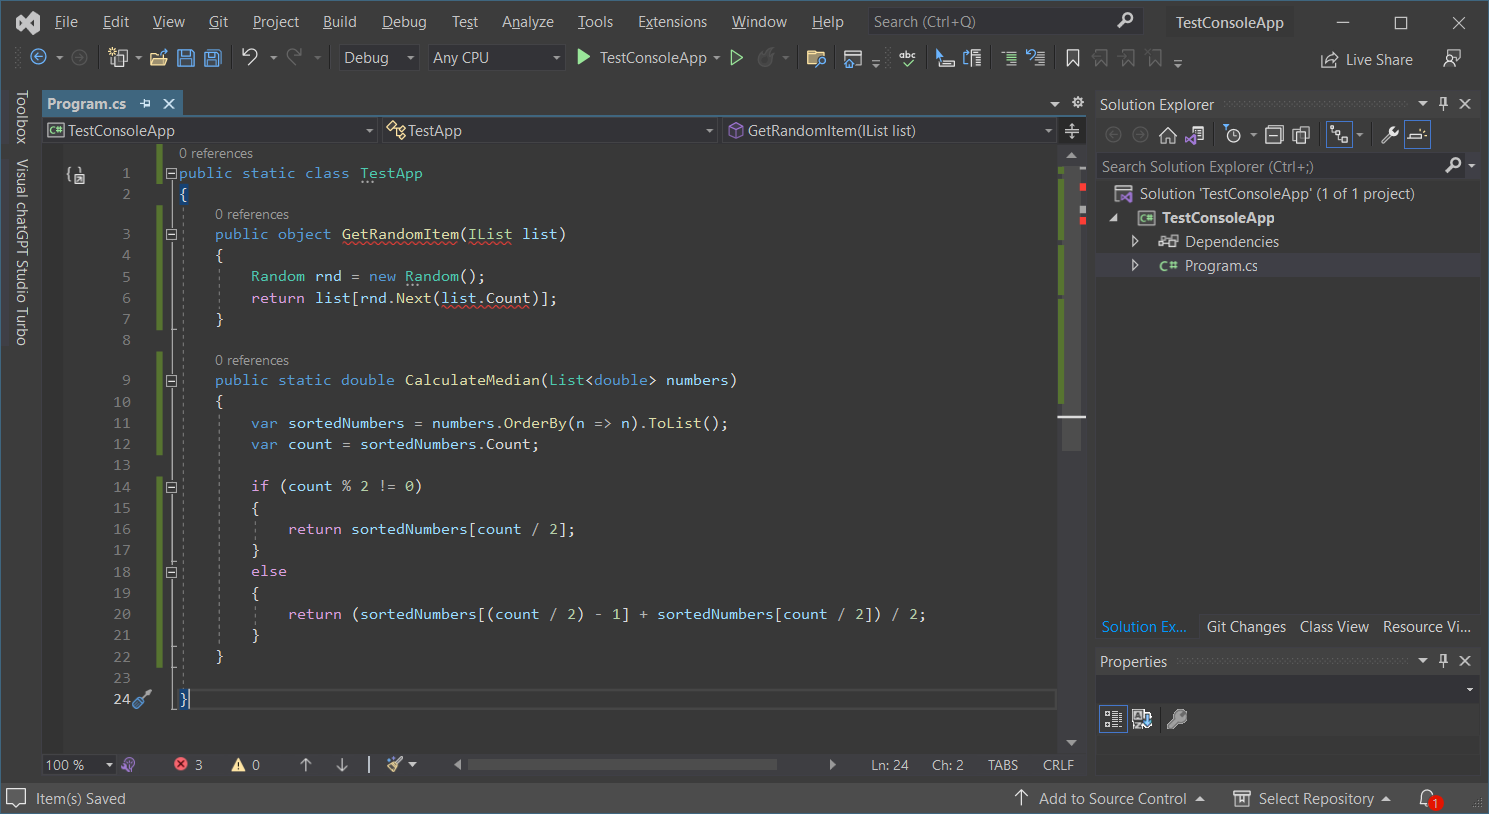 File Edit View Git Project Build Debug Test Analyze Tools Extensions Window Help Search (Ctrl+Q) TestConsoleApp
Debug Any CPU TestConsoleApp abc Live Share
Toolbox
Visual chatGPT Studio Turbo
Program.cs
C# TestConsoleApp TestApp GetRandomItem(IList list)
0 references
1 public static class TestApp
2 {
0 references
3 public object GetRandomItem(IList list)
4 {
5 Random rnd = new Random();
6 return list[rnd.Next(list.Count)];
7 }
8
0 references
9 public static double CalculateMedian(List<double> numbers)
10 {
11 var sortedNumbers = numbers.OrderBy(n => n).ToList();
12 var count = sortedNumbers.Count;
13
14 if (count % 2 != 0)
15 {
16 return sortedNumbers[count / 2];
17 }
18 else
19 {
20 return (sortedNumbers[(count / 2) - 1] + sortedNumbers[count / 2]) / 2;
21 }
22 }
23
24 }
100 % 3 0 Ln: 24 Ch: 2 TABS CRLF
Solution Explorer
Search Solution Explorer (Ctrl+;)
Solution 'TestConsoleApp' (1 of 1 project)
C# TestConsoleApp
Dependencies
C# Program.cs
Solution Ex... Git Changes Class View Resource Vi...
Properties
Item(s) Saved Add to Source Control Select Repository 1